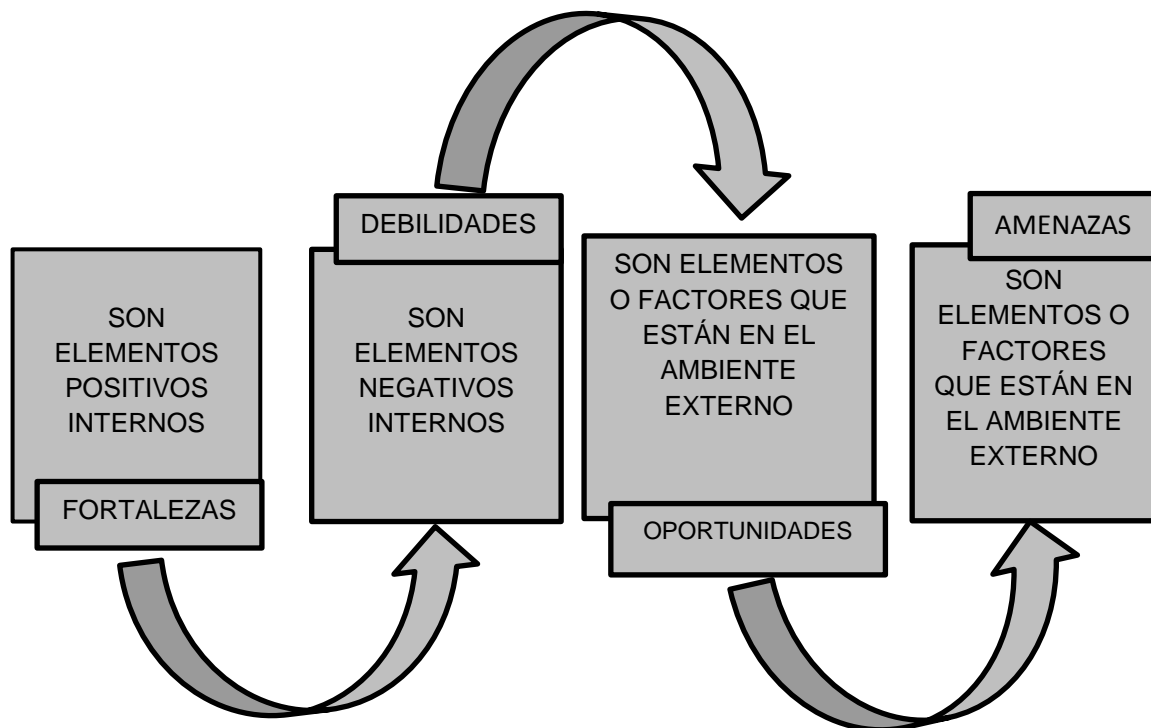 SON
ELEMENTOS
POSITIVOS
INTERNOS
FORTALEZAS
DEBILIDADES
SON
ELEMENTOS
NEGATIVOS
INTERNOS
SON ELEMENTOS
O FACTORES QUE
ESTÁN EN EL
AMBIENTE
EXTERNO
OPORTUNIDADES
AMENAZAS
SON
ELEMENTOS O
FACTORES
QUE ESTÁN EN
EL AMBIENTE
EXTERNO